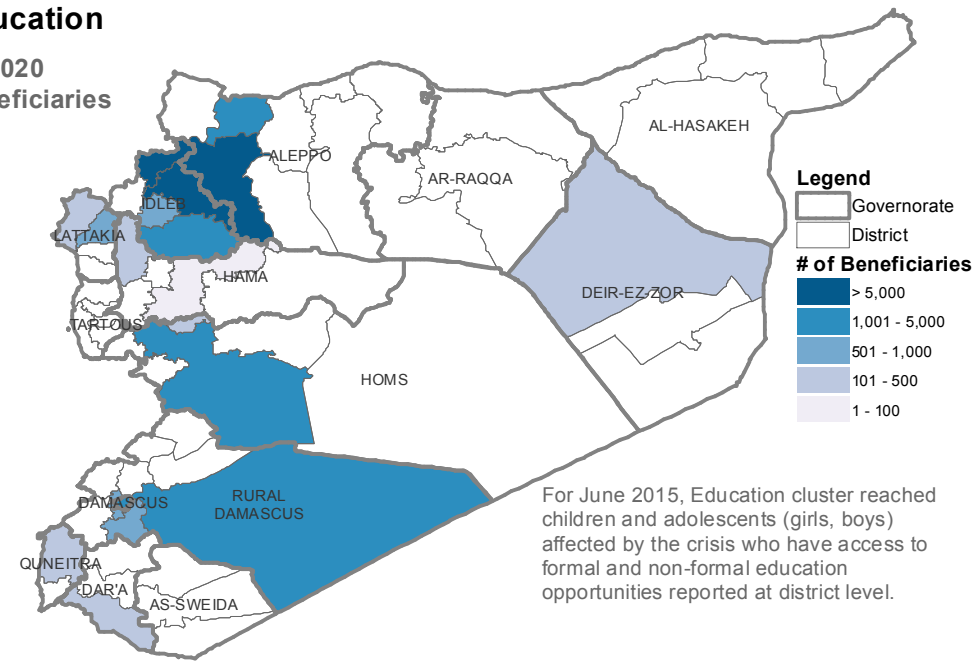 ucation
020
eficiaries
AL-HASAKEH
ALEPPO
AR-RAQQA
IDLEB
LATTAKIA
HAMA
DEIR-EZ-ZOR
TARTOUS
HOMS
DAMASCUS
RURAL
DAMASCUS
QUNEITRA
DAR'A
AS-SWEIDA
Legend
Governorate
District
# of Beneficiaries
> 5,000
1,001 - 5,000
501 - 1,000
101 - 500
1 - 100
For June 2015, Education cluster reached
children and adolescents (girls, boys)
affected by the crisis who have access to
formal and non-formal education
opportunities reported at district level.